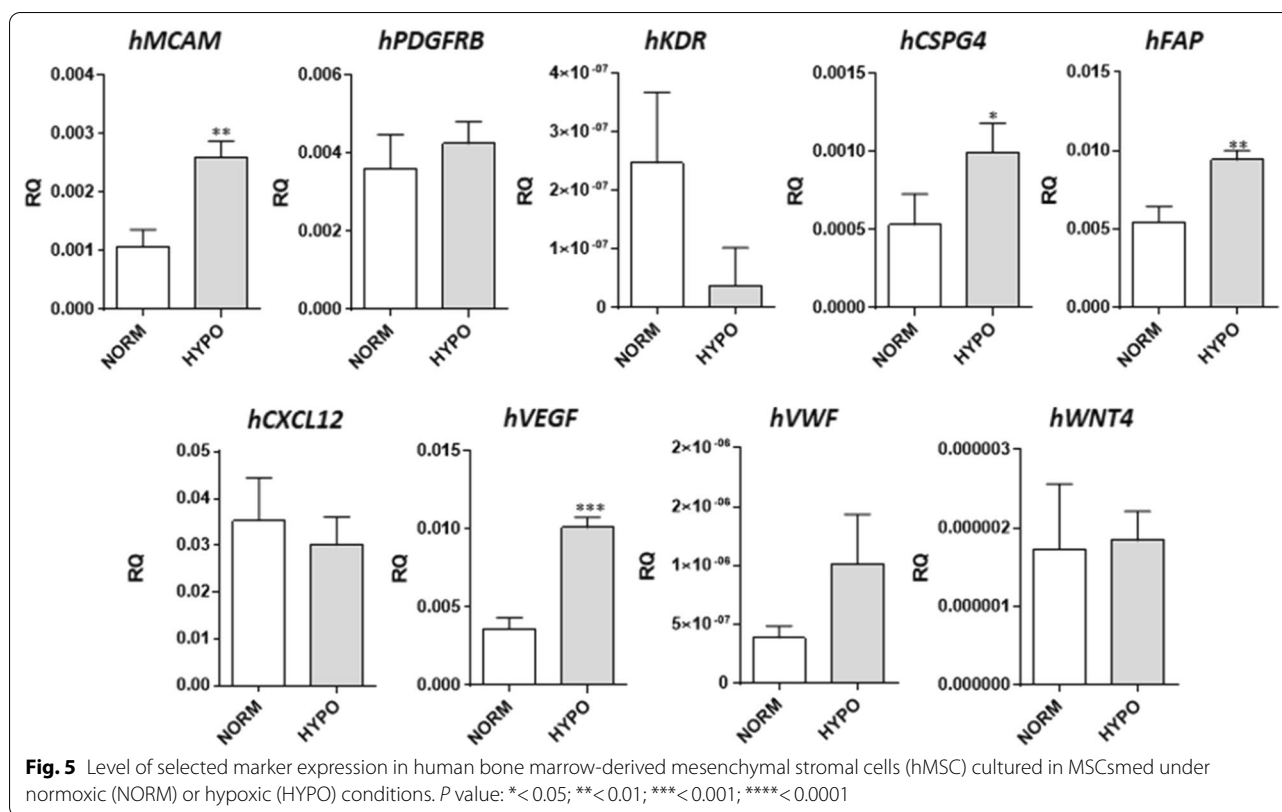 hMCAM
hPDGFRB
hKDR
hCSPG4
hFAP
0.004
0.003
0.002
0.001
0.000
RQ
**
NORM
HYPO
0.006
0.004
0.002
0.000
RQ
NORM
HYPO
4×10⁻⁰⁷
3×10⁻⁰⁷
2×10⁻⁰⁷
1×10⁻⁰⁷
0
RQ
NORM
HYPO
0.0015
0.0010
0.0005
0.0000
RQ
*
NORM
HYPO
0.015
0.010
0.005
0.000
RQ
**
NORM
HYPO
hCXCL12
hVEGF
hVWF
hWNT4
0.05
0.04
0.03
0.02
0.01
0.00
RQ
NORM
HYPO
0.015
0.010
0.005
0.000
RQ
***
NORM
HYPO
2×10⁻⁰⁶
2×10⁻⁰⁶
1×10⁻⁰⁶
5×10⁻⁰⁷
0
RQ
NORM
HYPO
0.000003
0.000002
0.000001
0.000000
RQ
NORM
HYPO
Fig. 5 Level of selected marker expression in human bone marrow-derived mesenchymal stromal cells (hMSC) cultured in MSCsmed under
normoxic (NORM) or hypoxic (HYPO) conditions. P value: *< 0.05; **< 0.01; ***< 0.001; ****< 0.0001